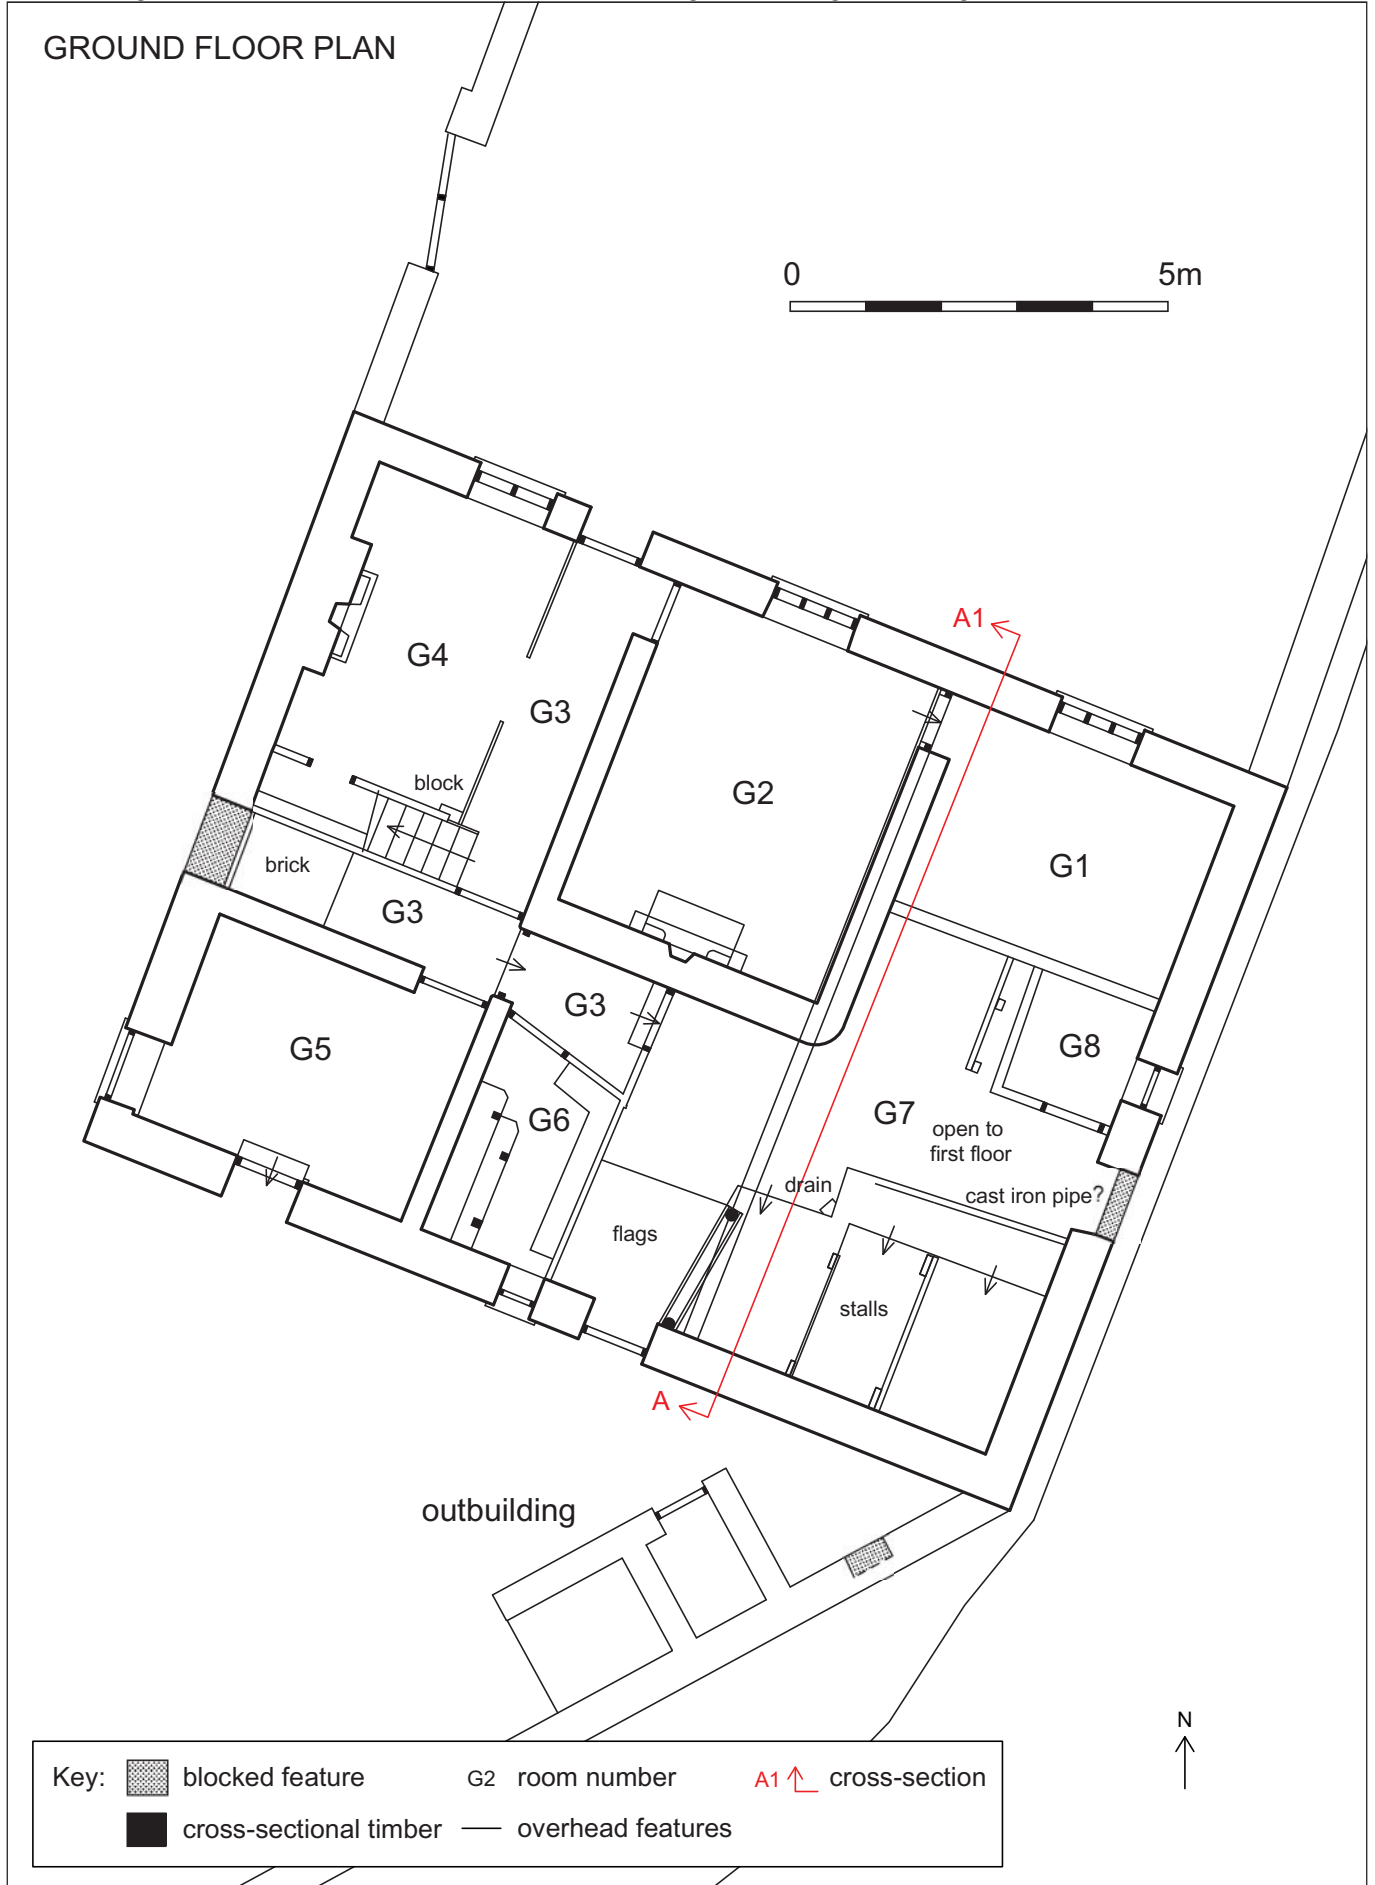 GROUND FLOOR PLAN
0
5m
A1
G4
G3
block
G2
G1
brick
G3
G3
G5
G6
G8
G7
open to
first floor
drain
cast iron pipe?
flags
stalls
A
outbuilding
N
Key:
blocked feature
G2 room number
A1 cross-section
cross-sectional timber
overhead features